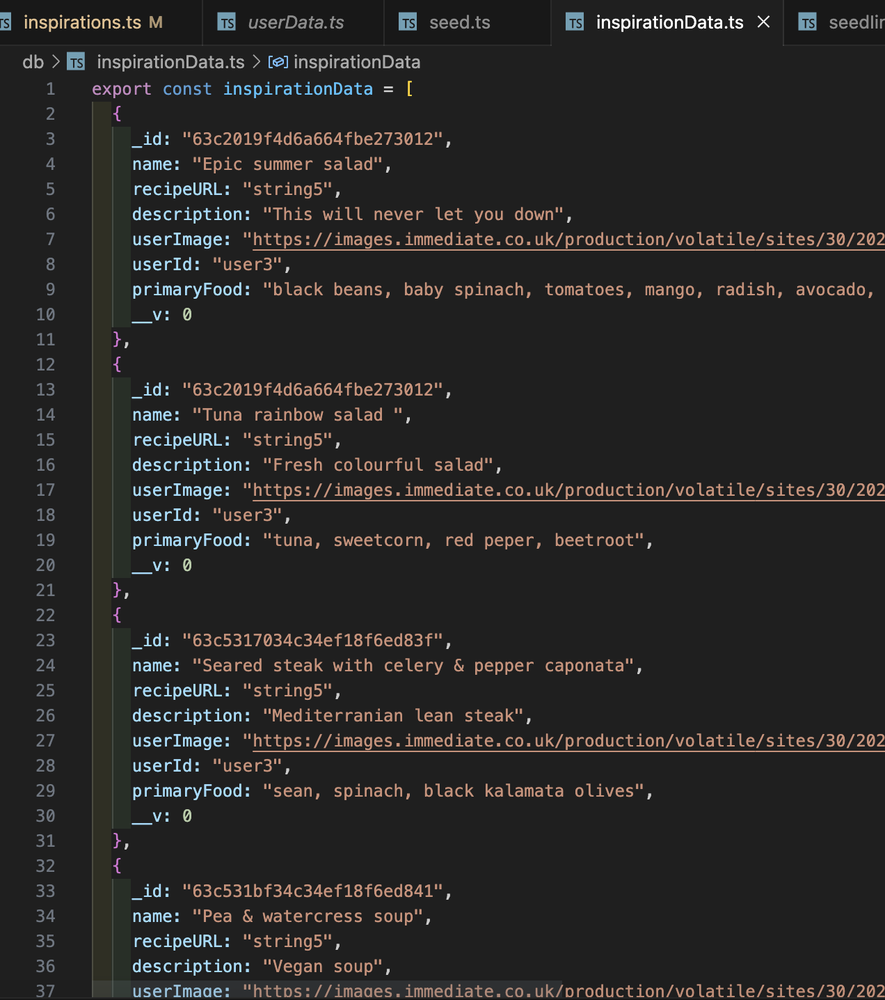 TS inspirations.ts M TS userData.ts TS seed.ts TS inspirationData.ts × TS
db > TS inspirationData.ts > inspirationData
1 export const inspirationData = [
2 {
3 _id: "63c2019f4d6a664fbe273012",
4 name: "Epic summer salad",
5 recipeURL: "string5",
6 description: "This will never let you down",
7 userImage: "https://images.immediate.co.uk/production/volatile/sites/30/202
8 userId: "user3",
9 primaryFood: "black beans, baby spinach, tomatoes, mango, radish, avocado,
10 __v: 0
11 },
12 {
13 _id: "63c2019f4d6a664fbe273012",
14 name: "Tuna rainbow salad ",
15 recipeURL: "string5",
16 description: "Fresh colourful salad",
17 userImage: "https://images.immediate.co.uk/production/volatile/sites/30/202
18 userId: "user3",
19 primaryFood: "tuna, sweetcorn, red peper, beetroot",
20 __v: 0
21 },
22 {
23 _id: "63c5317034c34ef18f6ed83f",
24 name: "Seared steak with celery & pepper caponata",
25 recipeURL: "string5",
26 description: "Mediterranian lean steak",
27 userImage: "https://images.immediate.co.uk/production/volatile/sites/30/202
28 userId: "user3",
29 primaryFood: "sean, spinach, black kalamata olives",
30 __v: 0
31 },
32 {
33 _id: "63c531bf34c34ef18f6ed841",
34 name: "Pea & watercress soup",
35 recipeURL: "string5",
36 description: "Vegan soup",
37 userImage: "https://images.immediate.co.uk/production/volatile/sites/30/202